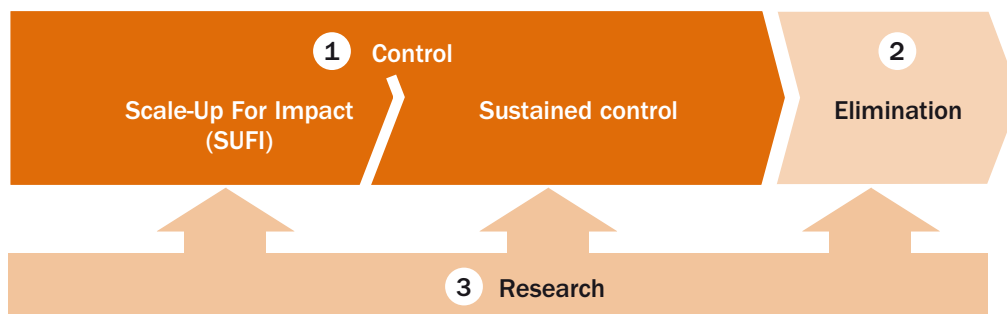 1 Control
2
Scale-Up For Impact
(SUFI)
Sustained control
Elimination
3 Research